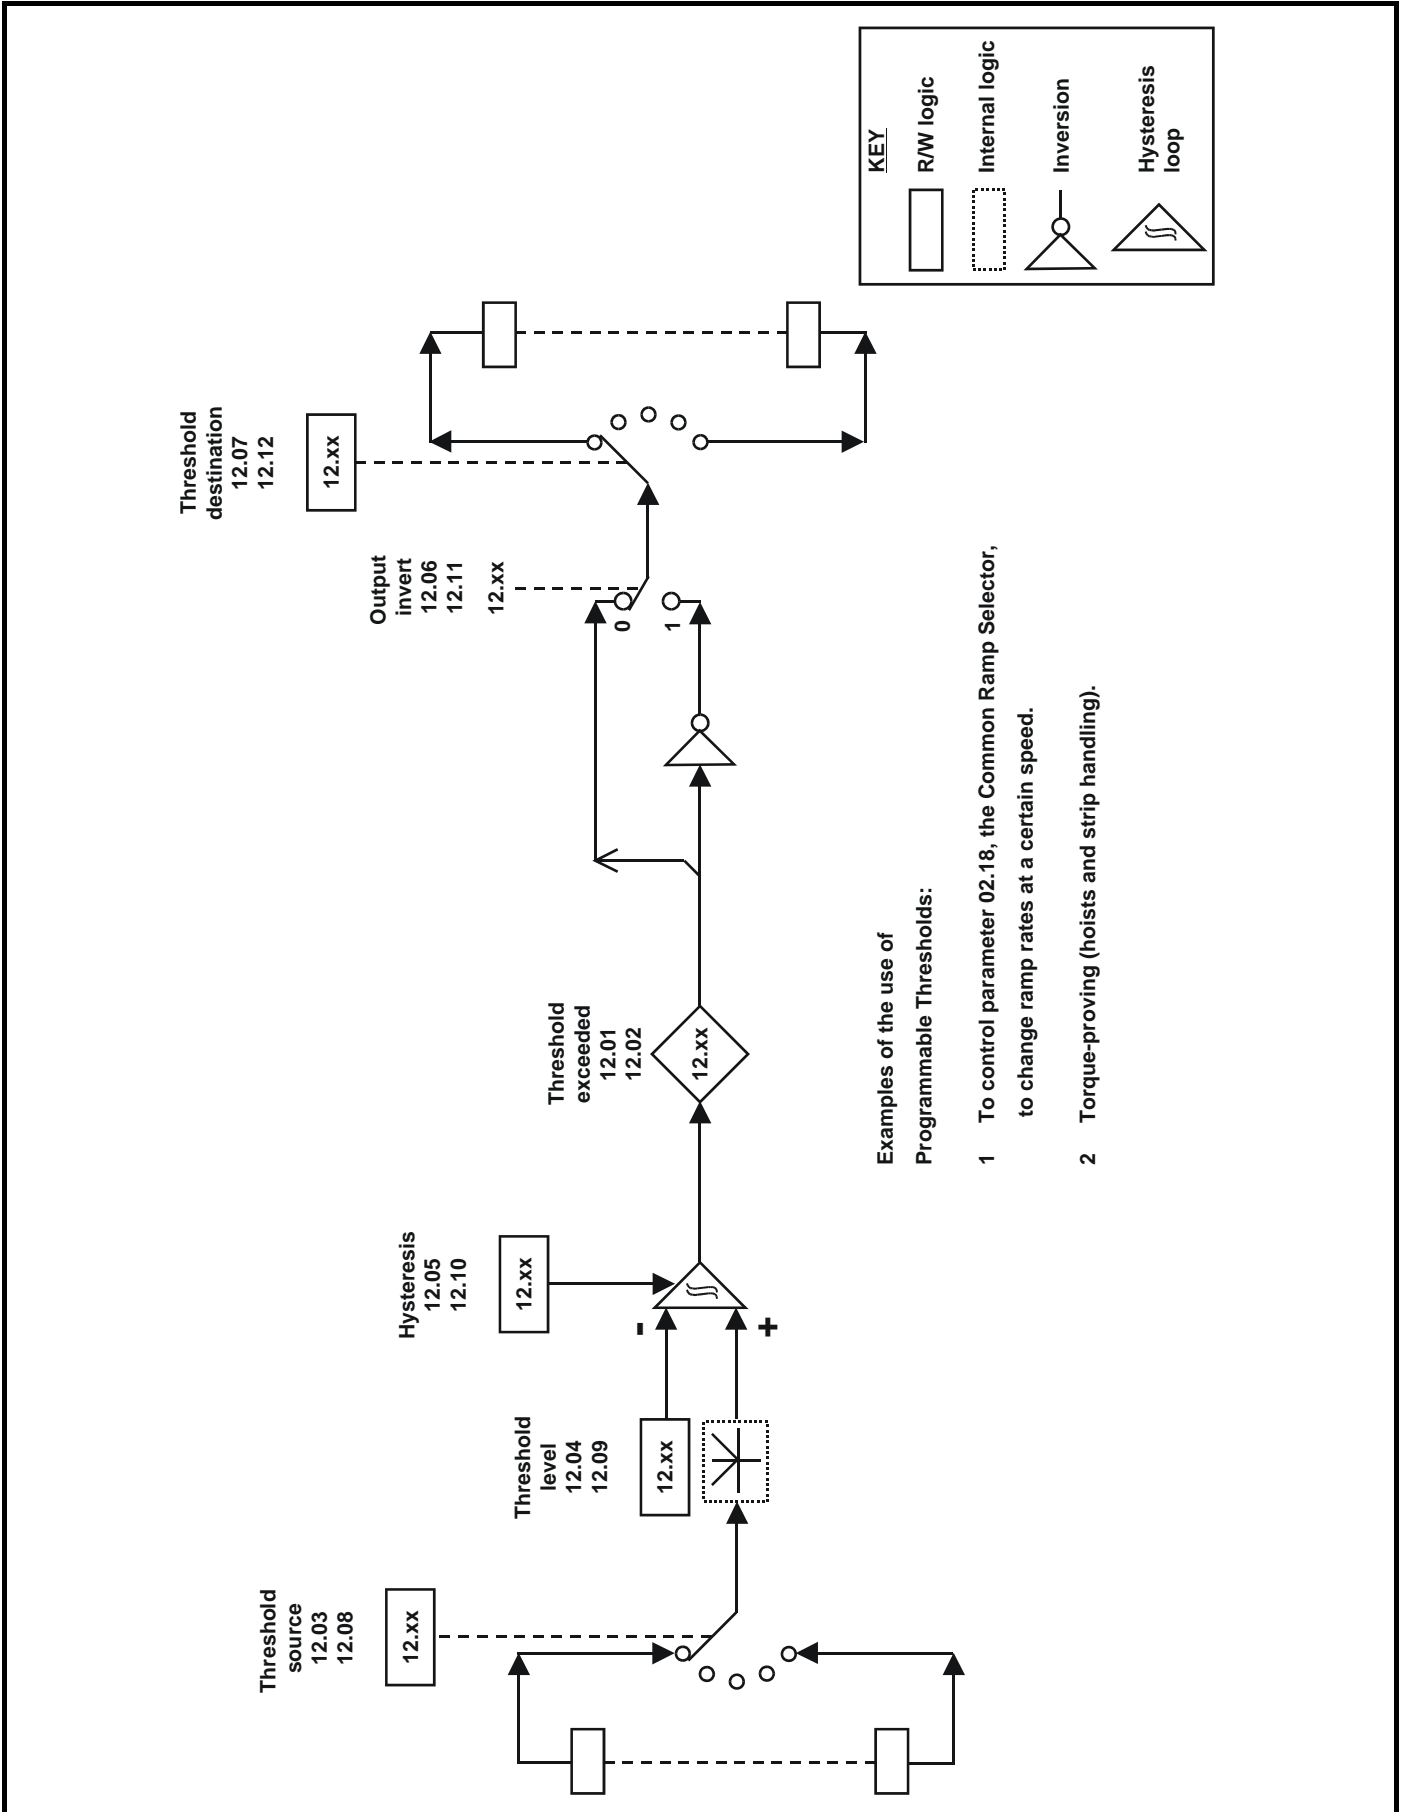 Threshold
source
12.03
12.08
12.xx
Threshold
level
12.04
12.09
12.xx
Hysteresis
12.05
12.10
12.xx
-
+
Threshold
exceeded
12.01
12.02
12.xx
Output
invert
12.06
12.11
12.xx
0
1
Threshold
destination
12.07
12.12
12.xx
Examples of the use of
Programmable Thresholds:
1 To control parameter 02.18, the Common Ramp Selector,
to change ramp rates at a certain speed.
2 Torque-proving (hoists and strip handling).
KEY
R/W logic
Internal logic
Inversion
Hysteresis
loop